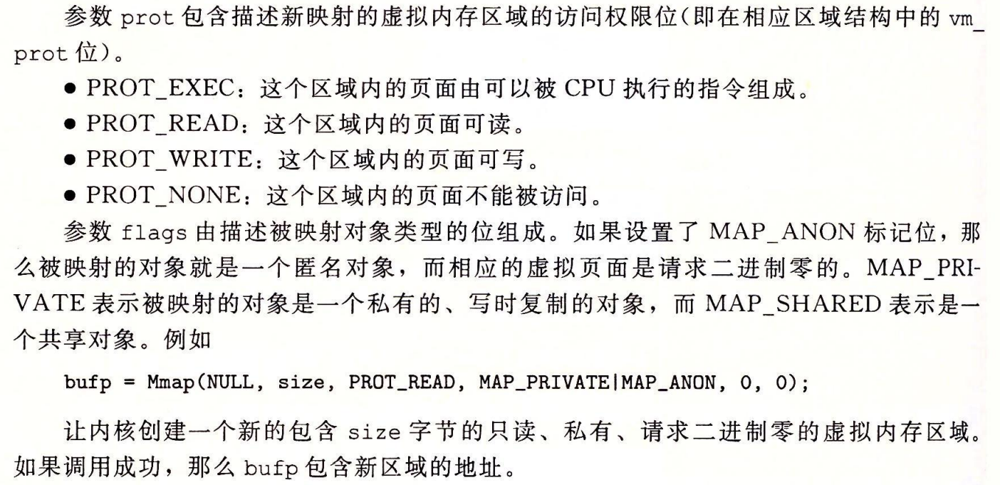 参数 prot 包含描述新映射的虚拟内存区域的访问权限位(即在相应区域结构中的 vm_
prot 位)。
● PROT_EXEC：这个区域内的页面由可以被 CPU 执行的指令组成。
● PROT_READ：这个区域内的页面可读。
● PROT_WRITE：这个区域内的页面可写。
● PROT_NONE：这个区域内的页面不能被访问。
参数 flags 由描述被映射对象类型的位组成。如果设置了 MAP_ANON 标记位，那
么被映射的对象就是一个匿名对象，而相应的虚拟页面是请求二进制零的。MAP_PRI-
VATE 表示被映射的对象是一个私有的、写时复制的对象，而 MAP_SHARED 表示是一
个共享对象。例如
bufp = Mmap(NULL, size, PROT_READ, MAP_PRIVATE|MAP_ANON, 0, 0);
让内核创建一个新的包含 size 字节的只读、私有、请求二进制零的虚拟内存区域。
如果调用成功，那么 bufp 包含新区域的地址。